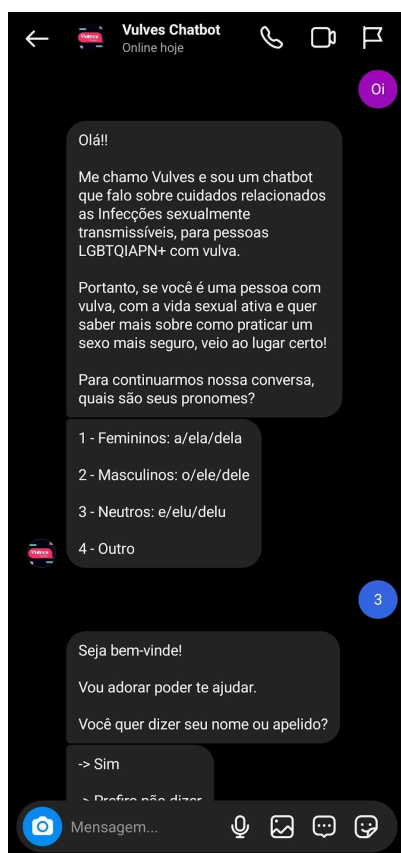 Vulves Chatbot
Online hoje
Oi
Olá!!
Me chamo Vulves e sou um chatbot
que falo sobre cuidados relacionados
as Infecções sexualmente
transmissíveis, para pessoas
LGBTQIAPN+ com vulva.
Portanto, se você é uma pessoa com
vulva, com a vida sexual ativa e quer
saber mais sobre como praticar um
sexo mais seguro, veio ao lugar certo!
Para continuarmos nossa conversa,
quais são seus pronomes?
1 - Femininos: a/ela/dela
2 - Masculinos: o/ele/dele
3 - Neutros: e/elu/delu
4 - Outro
3
Seja bem-vinde!
Vou adorar poder te ajudar.
Você quer dizer seu nome ou apelido?
-> Sim
-> Prefiro não dizer
Mensagem...